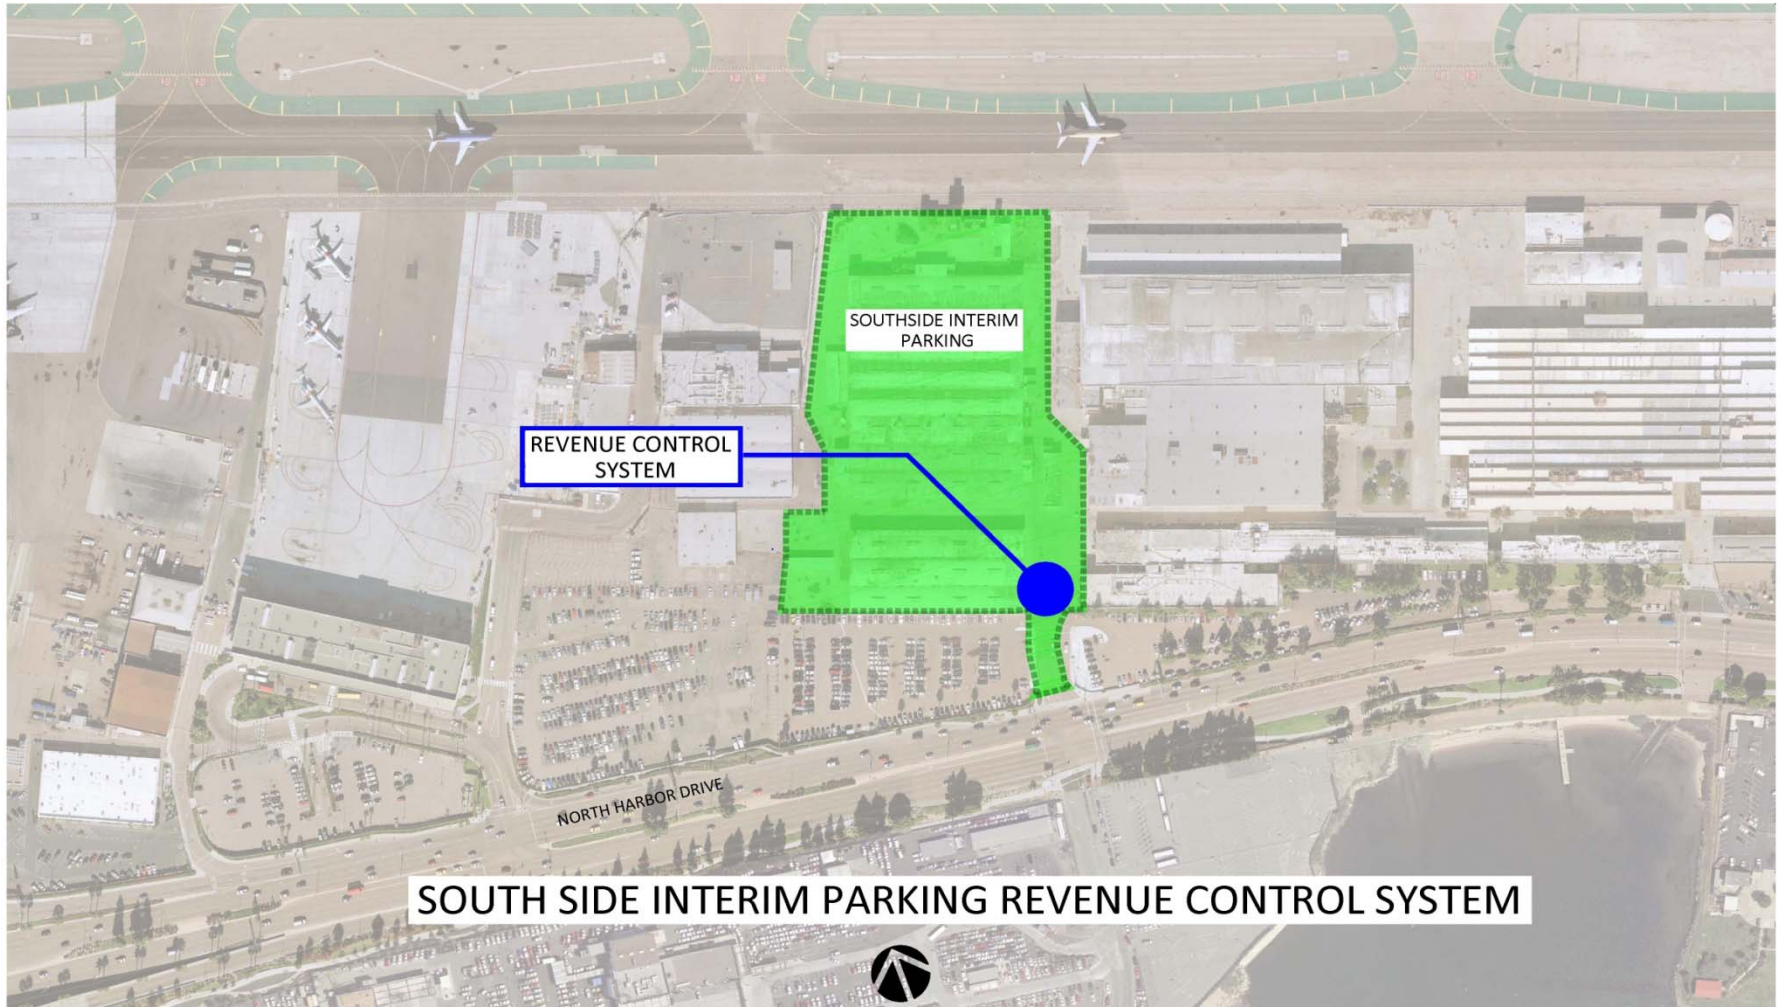 SOUTHSIDE INTERIM
PARKING
REVENUE CONTROL
SYSTEM
NORTH HARBOR DRIVE
SOUTH SIDE INTERIM PARKING REVENUE CONTROL SYSTEM